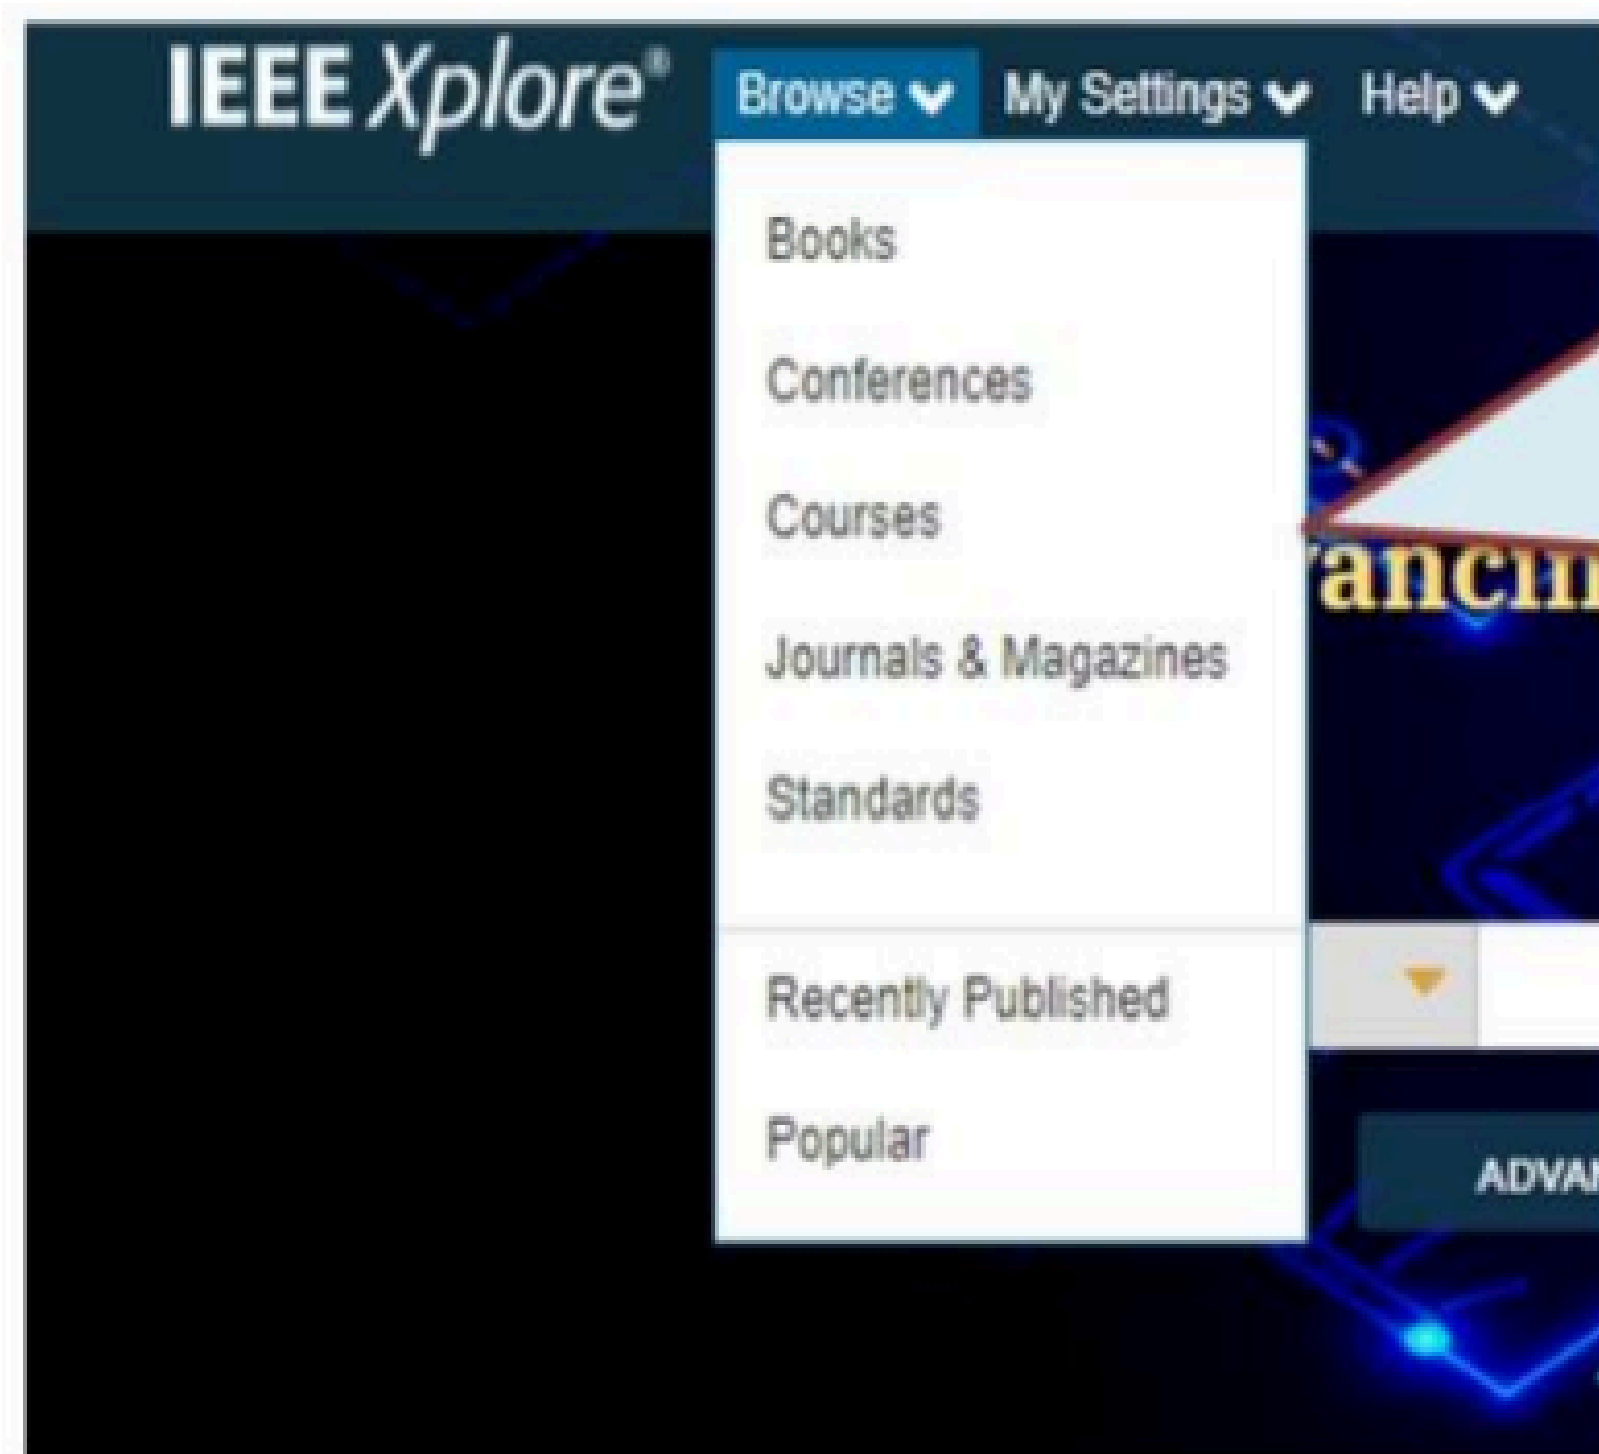 IEEE Xplore®
Browse My Settings Help
Books
Conferences
Courses
Journals & Magazines
Standards
Recently Published
Popular